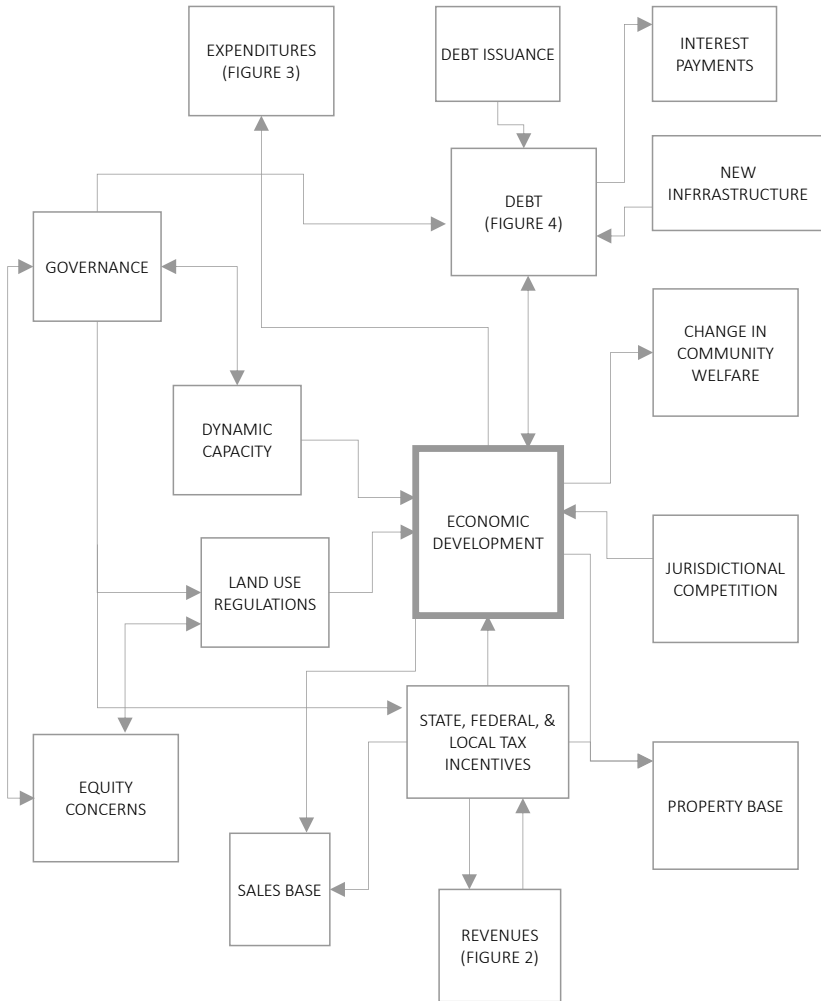 EXPENDITURES
(FIGURE 3)
DEBT ISSUANCE
INTEREST
PAYMENTS
NEW
INFRRASTRUCTURE
DEBT
(FIGURE 4)
GOVERNANCE
CHANGE IN
COMMUNITY
WELFARE
DYNAMIC
CAPACITY
ECONOMIC
DEVELOPMENT
LAND USE
REGULATIONS
JURISDICTIONAL
COMPETITION
STATE, FEDERAL, &
LOCAL TAX
INCENTIVES
EQUITY
CONCERNS
PROPERTY BASE
SALES BASE
REVENUES
(FIGURE 2)